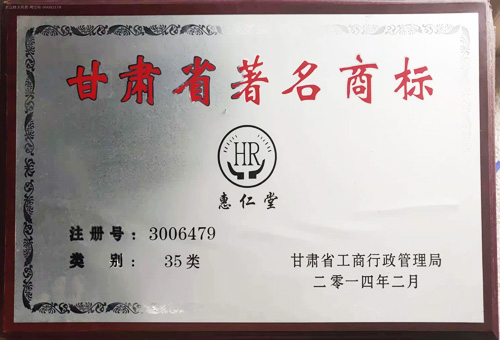 甘肃省著名商标
HR
惠仁堂
注册号：3006479
类 别：35类
甘肃省工商行政管理局
二零一四年二月